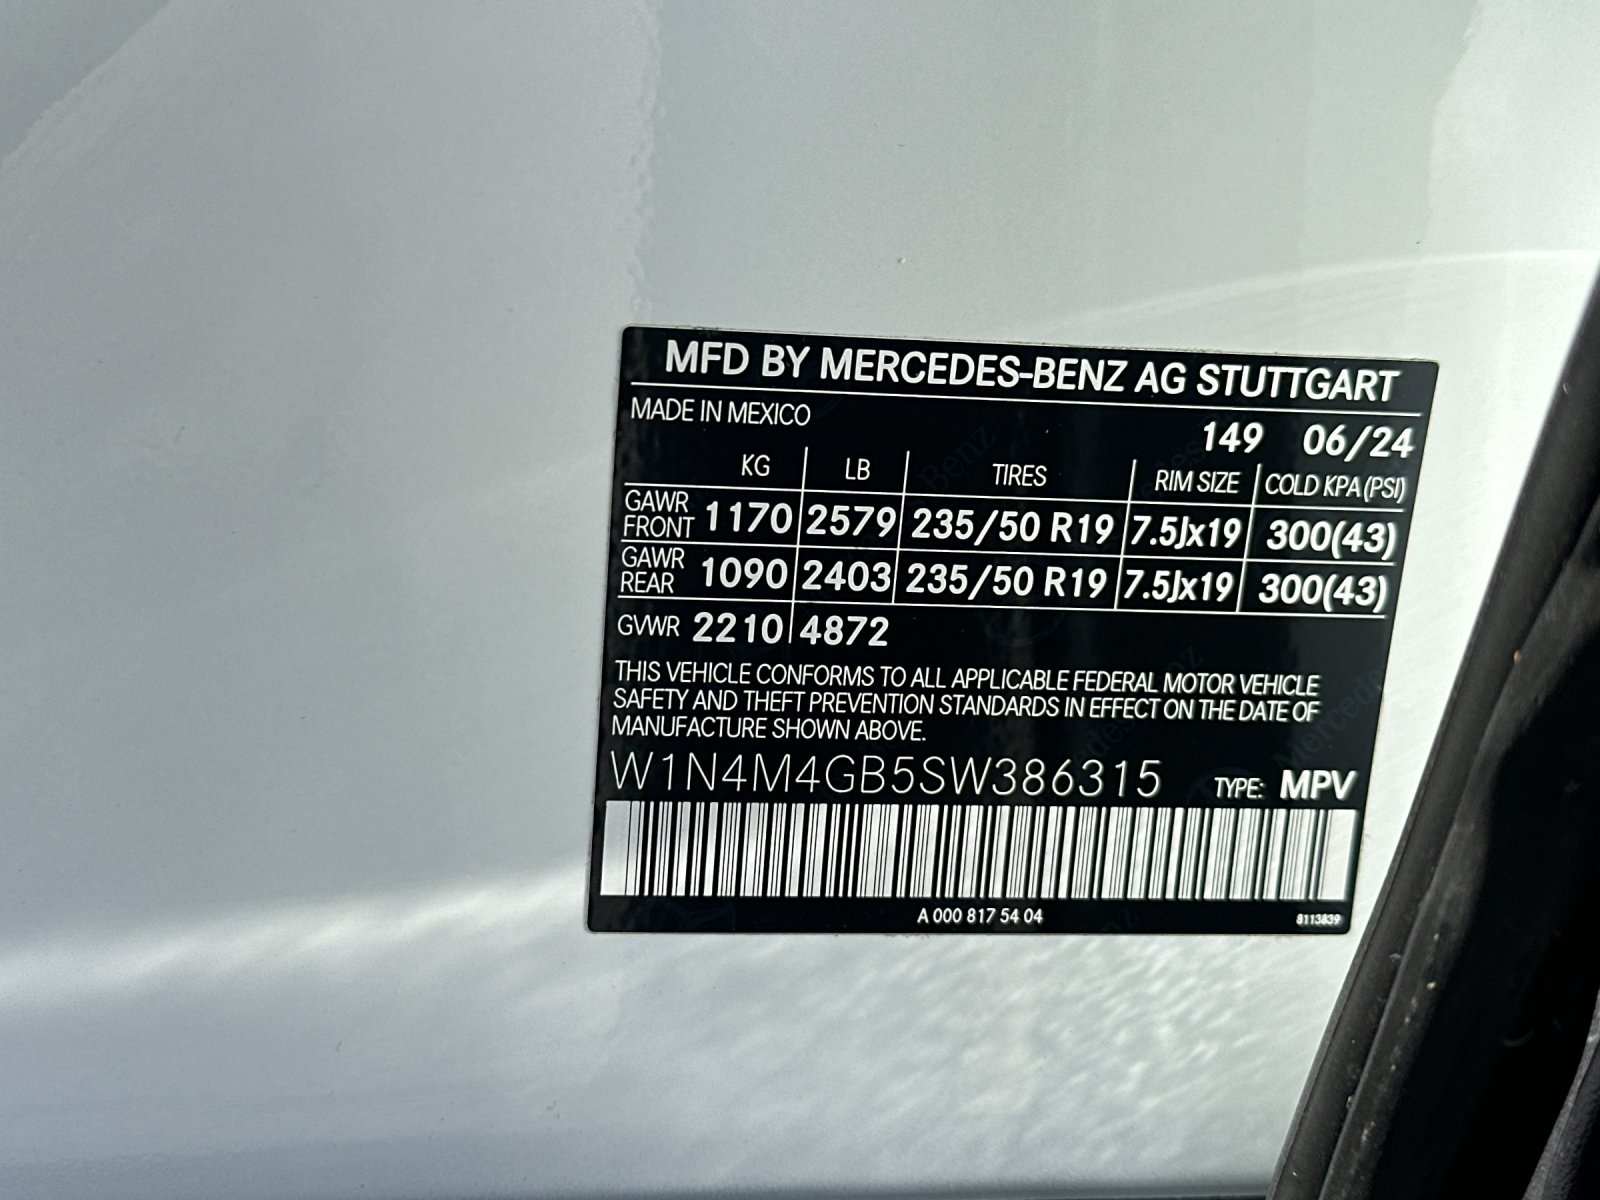 MFD BY MERCEDES-BENZ AG STUTTGART
MADE IN MEXICO
149 06/24
KG LB TIRES RIM SIZE COLD KPA (PSI)
GAWR FRONT 1170 2579 235/50 R19 7.5Jx19 300(43)
GAWR REAR 1090 2403 235/50 R19 7.5Jx19 300(43)
GVWR 2210 4872
THIS VEHICLE CONFORMS TO ALL APPLICABLE FEDERAL MOTOR VEHICLE
SAFETY AND THEFT PREVENTION STANDARDS IN EFFECT ON THE DATE OF
MANUFACTURE SHOWN ABOVE.
W1N4M4GB5SW386315 TYPE: MPV
A 000 817 54 04 8113839